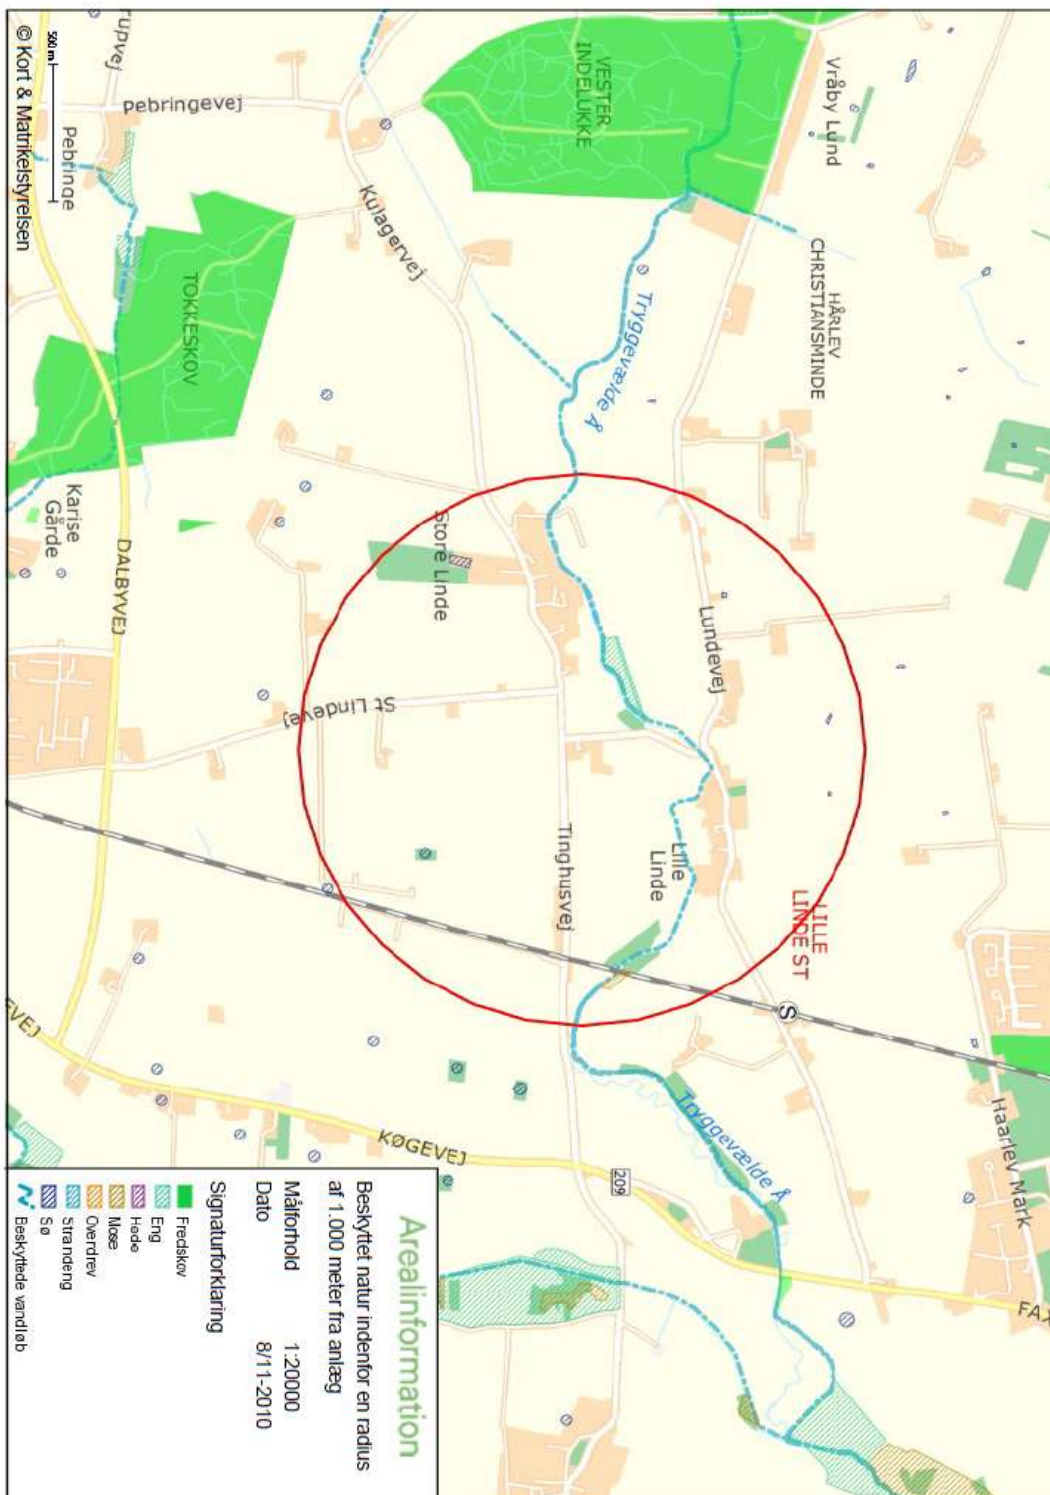 rupvej
© Kort & Matrikelstyrelsen
500 m
Pebringevej
Pebringe
VESTER
INDELUKKE
Vråby Lund
Kulagervej
TOKKESKOV
HÅRLEV
CHRISTIANSMINDE
Tryggevælde Å
Karise
Gårde
DALBYVEJ
Store Linde
Lundevej
St Lindevej
Tinghusvej
Lille
Linde
LILLE
LINDE ST
S
EVEJ
Haarlev Mark
KØGEVEJ
Tryggevælde Å
209
FAX
Arealinformation
Beskyttet natur indenfor en radius
af 1.000 meter fra anlæg
Målforhold 1:20000
Dato 8/11-2010
Signaturforklaring
Fredskov
Eng
Hede
Mose
Overdrev
Strandeng
Sø
Beskyttede vandløb